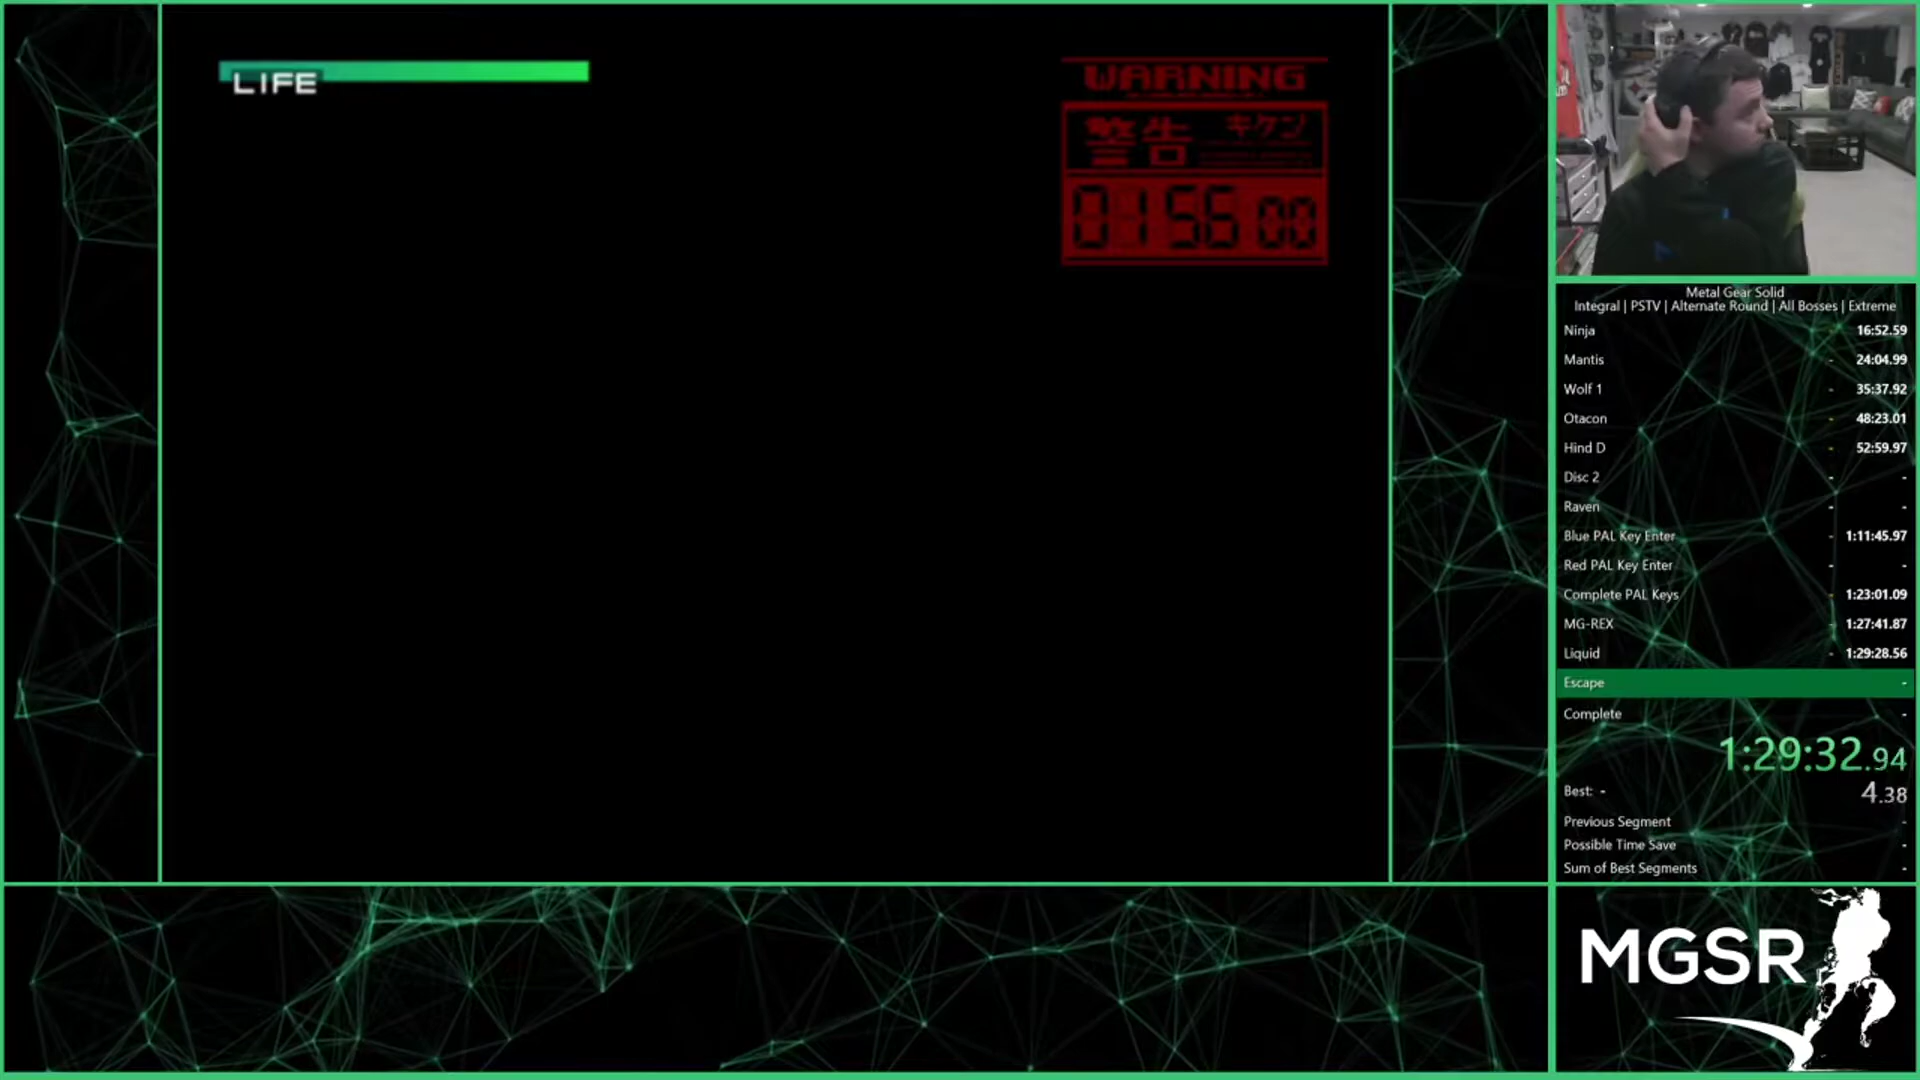 LIFE
WARNING
警告 キケン
01 56 00
Metal Gear Solid
Integral | PSTV | Alternate Round | All Bosses | Extreme
Ninja 16:52.59
Mantis - 24:04.99
Wolf 1 - 35:37.92
Otacon - 48:23.01
Hind D - 52:59.97
Disc 2 - -
Raven - -
Blue PAL Key Enter - 1:11:45.97
Red PAL Key Enter - -
Complete PAL Keys - 1:23:01.09
MG-REX - 1:27:41.87
Liquid - 1:29:28.56
Escape -
Complete -
1:29:32.94
Best: - 4.38
Previous Segment -
Possible Time Save -
Sum of Best Segments -
MGSR